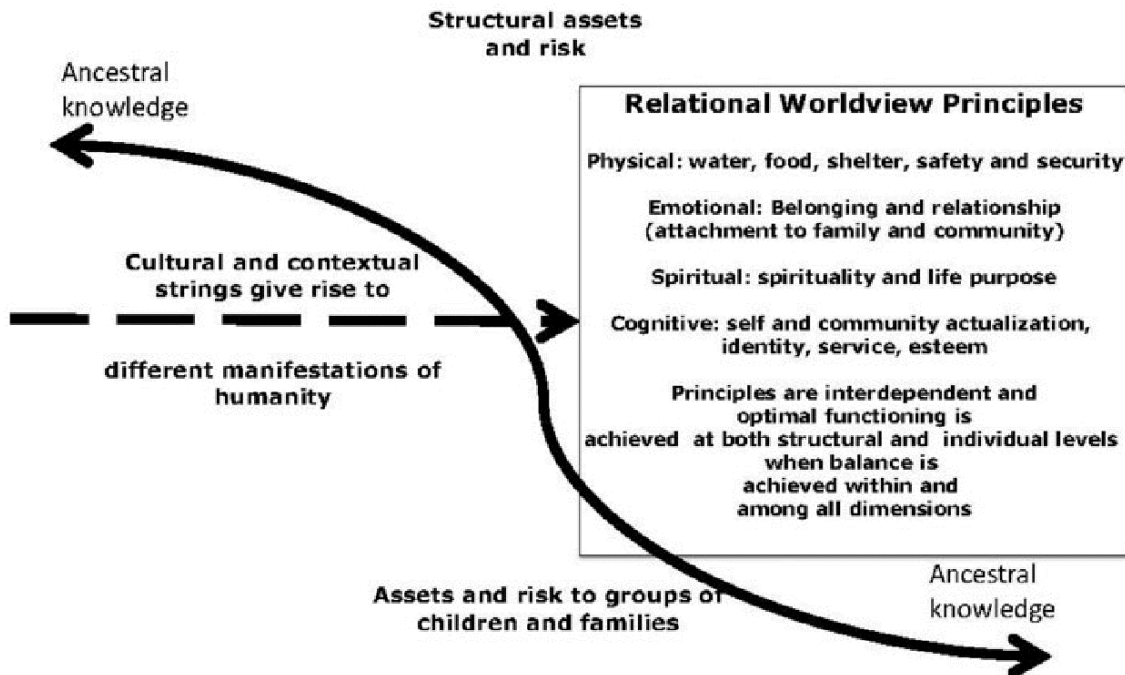 Structural assets
and risk
Ancestral
knowledge
Relational Worldview Principles
Physical: water, food, shelter, safety and security
Emotional: Belonging and relationship
(attachment to family and community)
Cultural and contextual
strings give rise to
Spiritual: spirituality and life purpose
Cognitive: self and community actualization,
identity, service, esteem
different manifestations of
humanity
Principles are interdependent and
optimal functioning is
achieved at both structural and individual levels
when balance is
achieved within and
among all dimensions
Assets and risk to groups of
children and families
Ancestral
knowledge